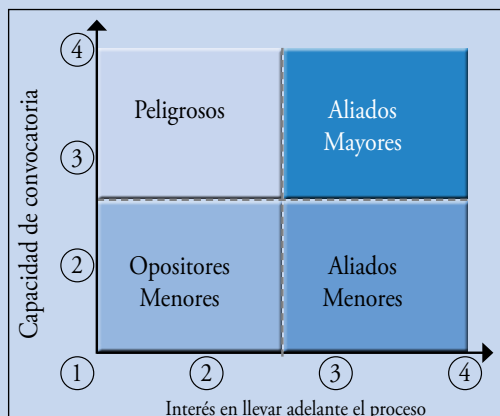 Capacidad de convocatoria
4
3
2
1
Peligrosos
Aliados
Mayores
Opositores
Menores
Aliados
Menores
2
3
4
Interés en llevar adelante el proceso